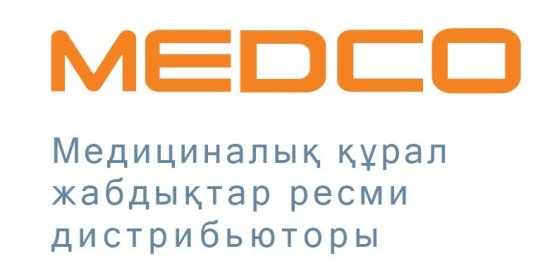 MEDCO
Медициналық құрал
жабдықтар ресми
дистрибьюторы